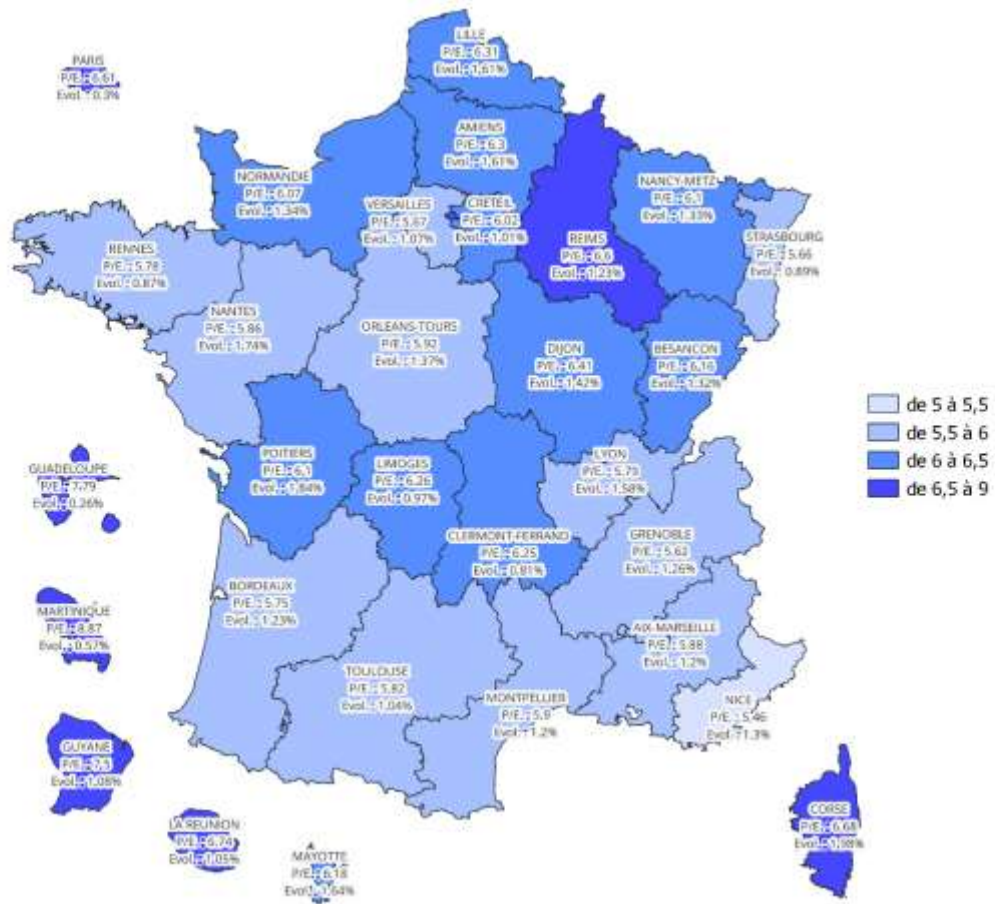 LILLE
P/E. : 6.31
Evol. : 1,61%
PARIS
P/E. : 6.61
Evol. : 0.3%
AMIENS
P/E. : 6.3
Evol. : 1,61%
NORMANDIE
P/E. : 6.07
Evol. : 1.34%
VERSAILLES
P/E. : 5.67
Evol. : 1.07%
CRETEIL
P/E. : 6.02
Evol. : 1.01%
NANCY-METZ
Evol. : 1.33%
REIMS
P/E. : 6.6
Evol. : 1.23%
STRASBOURG
P/E. : 5.66
Evol. : 0.89%
RENNES
P/E. : 5.78
Evol. : 0.87%
NANTES
P/E. : 5.86
Evol. : 1.74%
ORLEANS-TOURS
P/E. : 5.92
Evol. : 1.37%
DIJON
P/E. : 6.41
Evol. : 1.42%
BESANCON
P/E. : 6.16
Evol. : 1.32%
de 5 à 5,5
de 5,5 à 6
de 6 à 6,5
de 6,5 à 9
POITIERS
P/E. : 6.1
Evol. : 1.84%
LIMOGES
P/E. : 6.26
Evol. : 0.97%
LYON
Evol. : 1.58%
GUADELOUPE
P/E. : 7.79
Evol. : 0.26%
CLERMONT-FERRAND
P/E. : 6.25
Evol. : 0.81%
GRENOBLE
P/E. : 5.62
Evol. : 1.26%
BORDEAUX
P/E. : 5.75
Evol. : 1.23%
MARTINIQUE
P/E. : 8.87
Evol. : 0.57%
AIX-MARSEILLE
P/E. : 5.88
Evol. : 1.2%
TOULOUSE
P/E. : 5.82
Evol. : 1.04%
MONTPELLIER
P/E. : 5.9
Evol. : 1.2%
NICE
P/E. : 5.46
Evol. : 1.3%
GUYANE
P/E. : 7.5
Evol. : 1.08%
LA REUNION
P/E. : 6.74
Evol. : 1.05%
CORSE
P/E. : 6.68
Evol. : 1.98%
MAYOTTE
P/E. : 6.18
Evol. : 1.64%